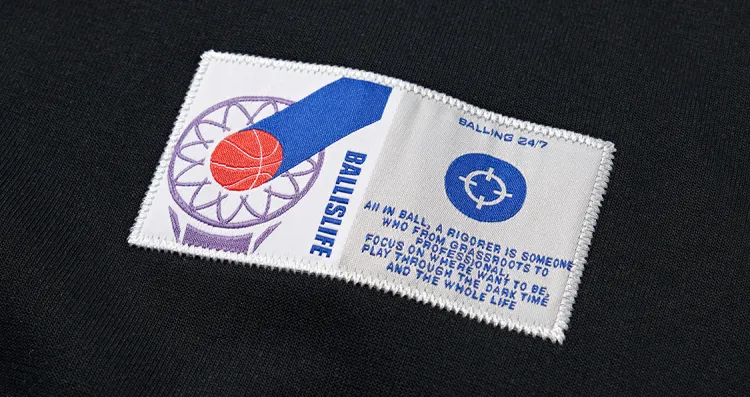 BALLISLIFE
BALLING 24/7
All IN BALL, A RIGORER IS SOMEONE
WHO FROM GRASSROOTS TO
PROFESSIONAL,
FOCUS ON WHERE WANT TO BE,
PLAY THROUGH THE DARK TIME
AND THE WHOLE LIFE